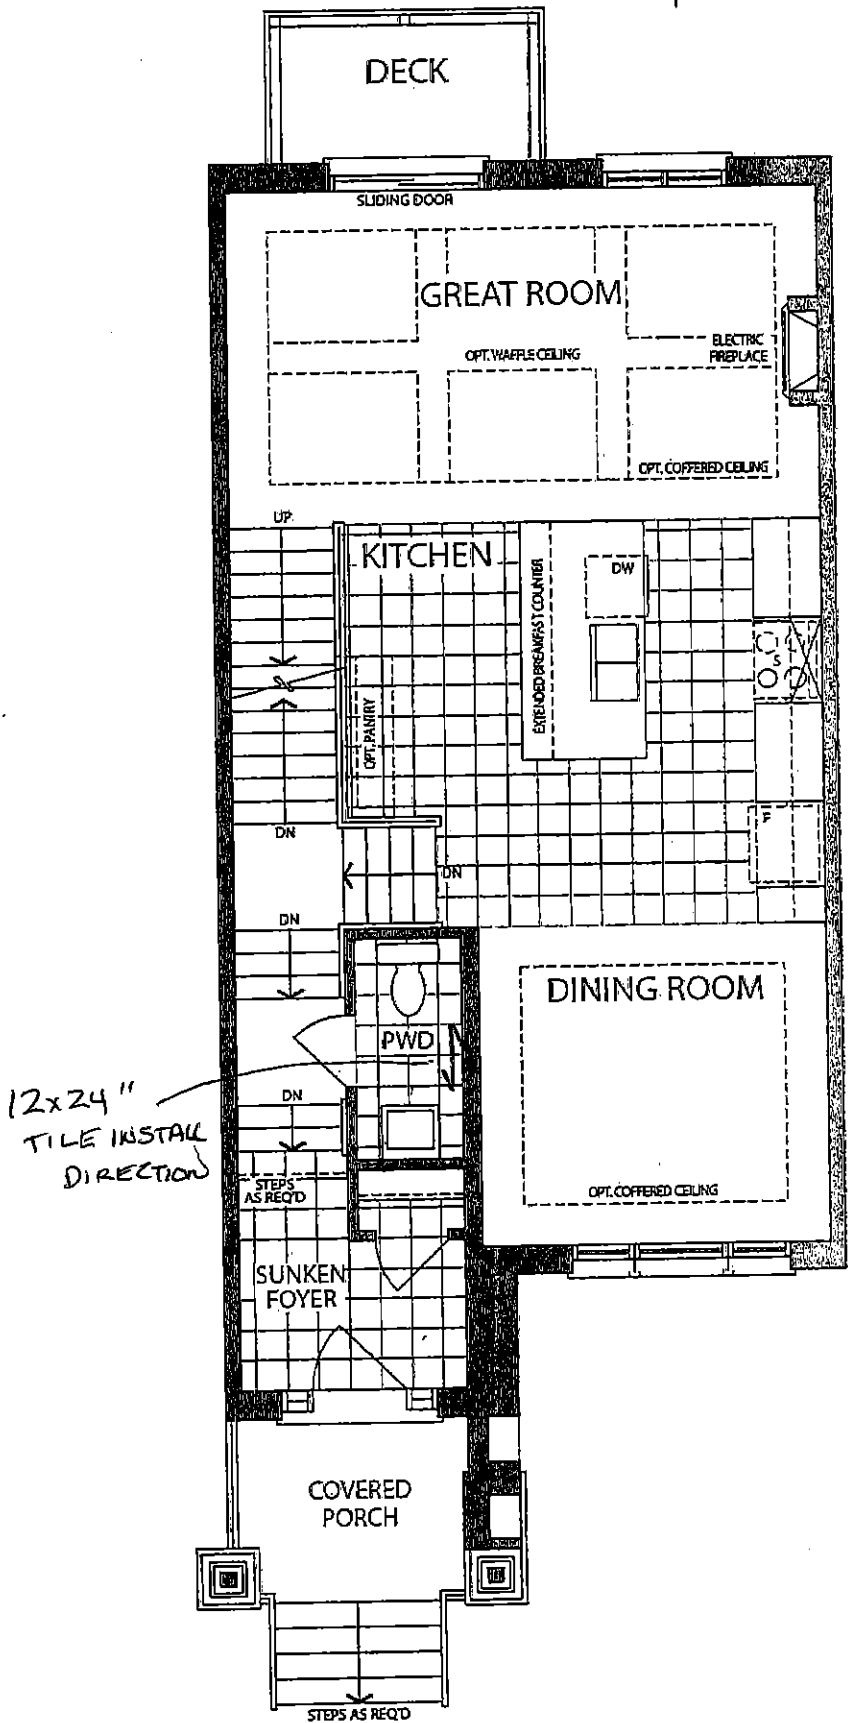 DECK
SLIDING DOOR
GREAT ROOM
ELECTRIC
FIREPLACE
OPT. WAFFLE CEILING
OPT. COFFERED CEILING
UP
KITCHEN
DW
EXTENDED BREAKFAST COUNTER
S
OPT. PANTRY
F
DN
DN
DN
DINING ROOM
PWD
12x24"
TILE INSTALL
DIRECTION
DN
STEPS
AS REQ'D
OPT. COFFERED CEILING
SUNKEN
FOYER
COVERED
PORCH
STEPS AS REQ'D